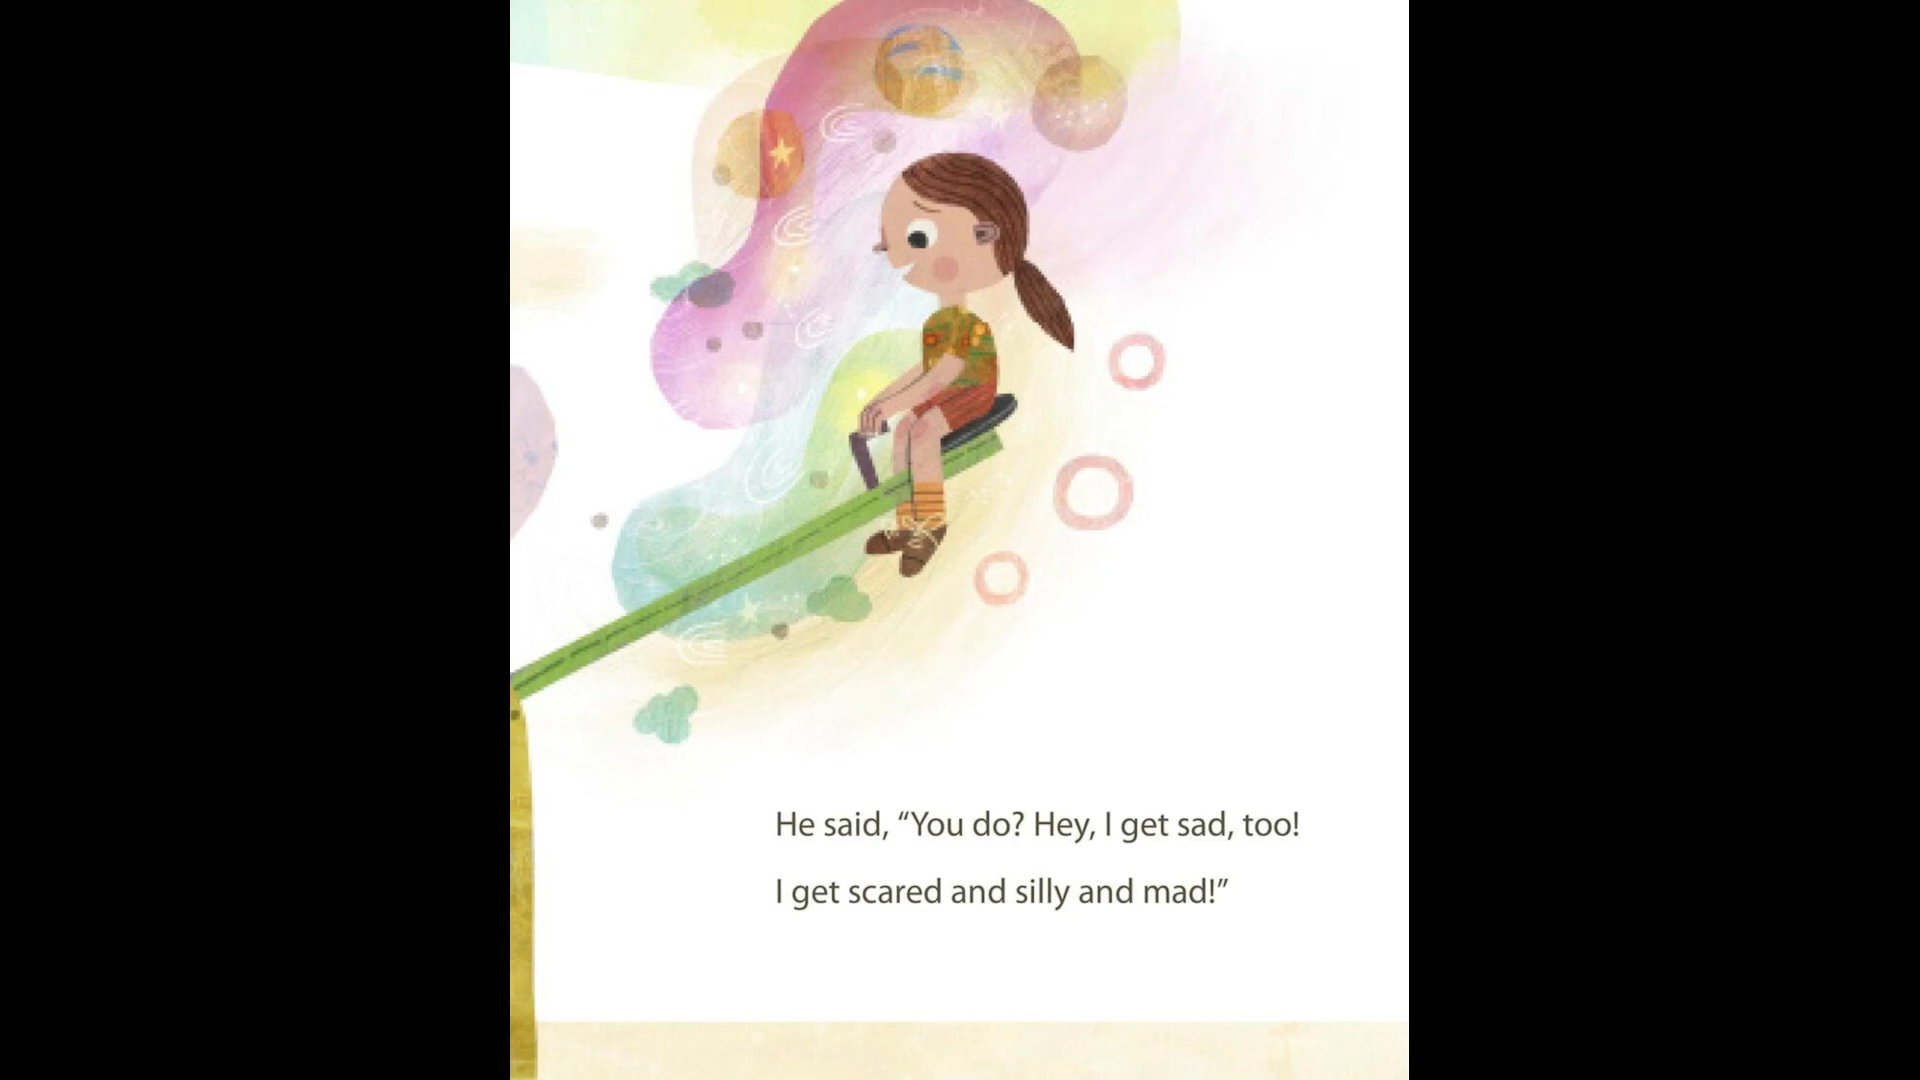 He said, “You do? Hey, I get sad, too!
I get scared and silly and mad!”